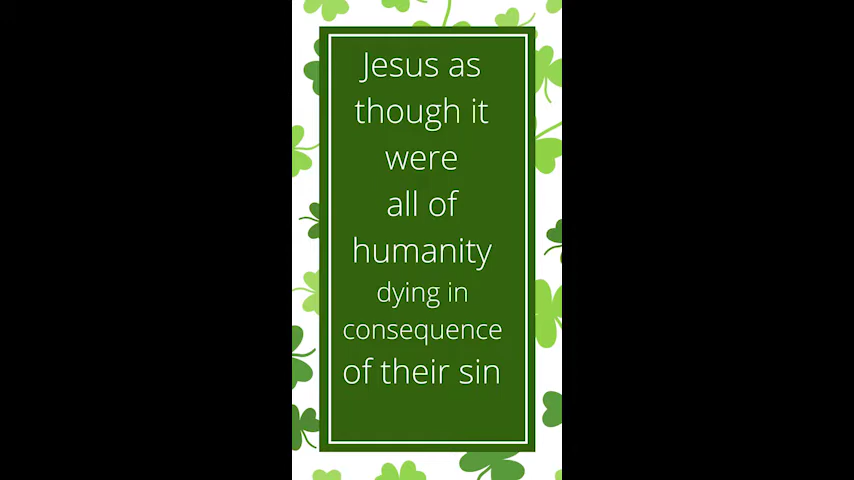 Jesus as
though it
were
all of
humanity
dying in
consequence
of their sin